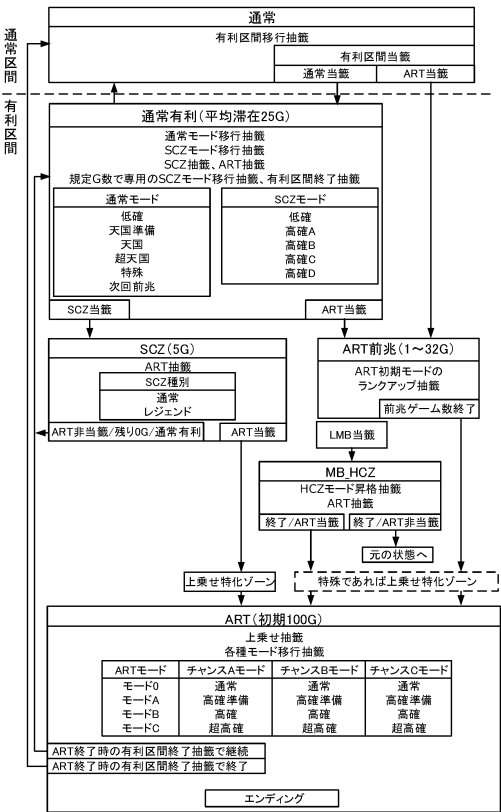 通常
通常区間
有利区間移行抽籤
有利区間当籤
通常当籤
ART当籤
有利区間
通常有利(平均滞在25G)
通常モード移行抽籤
SCZモード移行抽籤
SCZ抽籤、ART抽籤
規定G数で専用のSCZモード移行抽籤、有利区間終了抽籤
通常モード
低確
天国準備
天国
超天国
特殊
次回前兆
SCZモード
低確
高確A
高確B
高確C
高確D
SCZ当籤
ART当籤
SCZ(5G)
ART抽籤
SCZ種別
通常
レジェンド
ART非当籤/残り0G/通常有利
ART当籤
ART前兆(1～32G)
ART初期モードの
ランクアップ抽籤
前兆ゲーム数終了
LMB当籤
MB_HCZ
HCZモード昇格抽籤
ART抽籤
終了/ART当籤
終了/ART非当籤
元の状態へ
上乗せ特化ゾーン
特殊であれば上乗せ特化ゾーン
ART(初期100G)
上乗せ抽籤
各種モード移行抽籤
ARTモード チャンスAモード チャンスBモード チャンスCモード
モード0 通常 通常 通常
モードA 高確準備 高確準備 高確準備
モードB 高確 高確 高確
モードC 超高確 超高確 超高確
ART終了時の有利区間終了抽籤で継続
ART終了時の有利区間終了抽籤で終了
エンディング